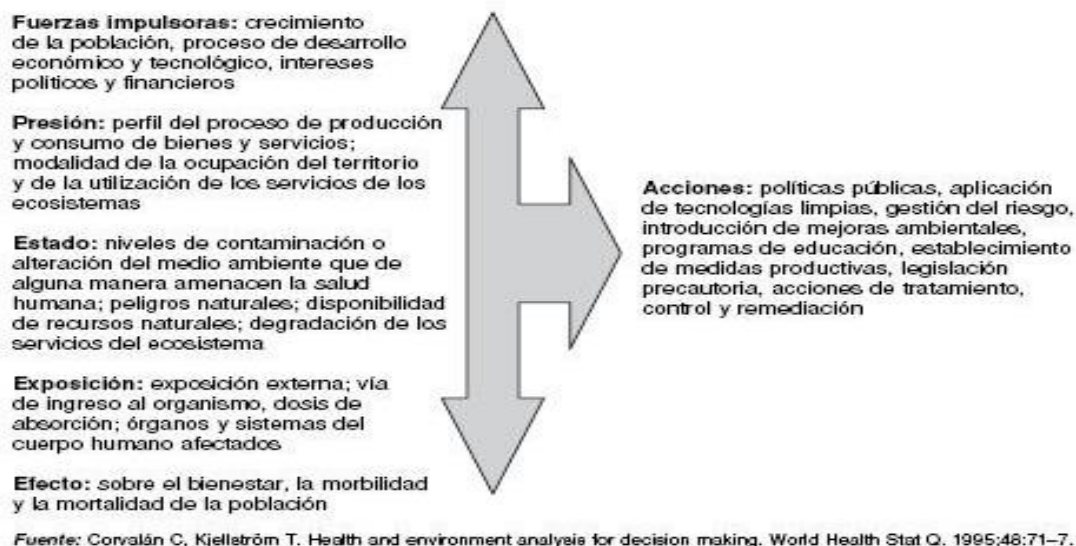 Fuerzas impulsoras: crecimiento
de la población, proceso de desarrollo
económico y tecnológico, intereses
políticos y financieros
Presión: perfil del proceso de producción
y consumo de bienes y servicios;
modalidad de la ocupación del territorio
y de la utilización de los servicios de los
ecosistemas
Estado: niveles de contaminación o
alteración del medio ambiente que de
alguna manera amenacen la salud
humana; peligros naturales; disponibilidad
de recursos naturales; degradación de los
servicios del ecosistema
Exposición: exposición externa; vía
de ingreso al organismo, dosis de
absorción; órganos y sistemas del
cuerpo humano afectados
Efecto: sobre el bienestar, la morbilidad
y la mortalidad de la población
Acciones: políticas públicas, aplicación
de tecnologías limpias, gestión del riesgo,
introducción de mejoras ambientales,
programas de educación, establecimiento
de medidas productivas, legislación
precautoria, acciones de tratamiento,
control y remediación
Fuente: Corvalán C, Kjellström T. Health and environment analysis for decision making. World Health Stat Q. 1995;48:71–7.